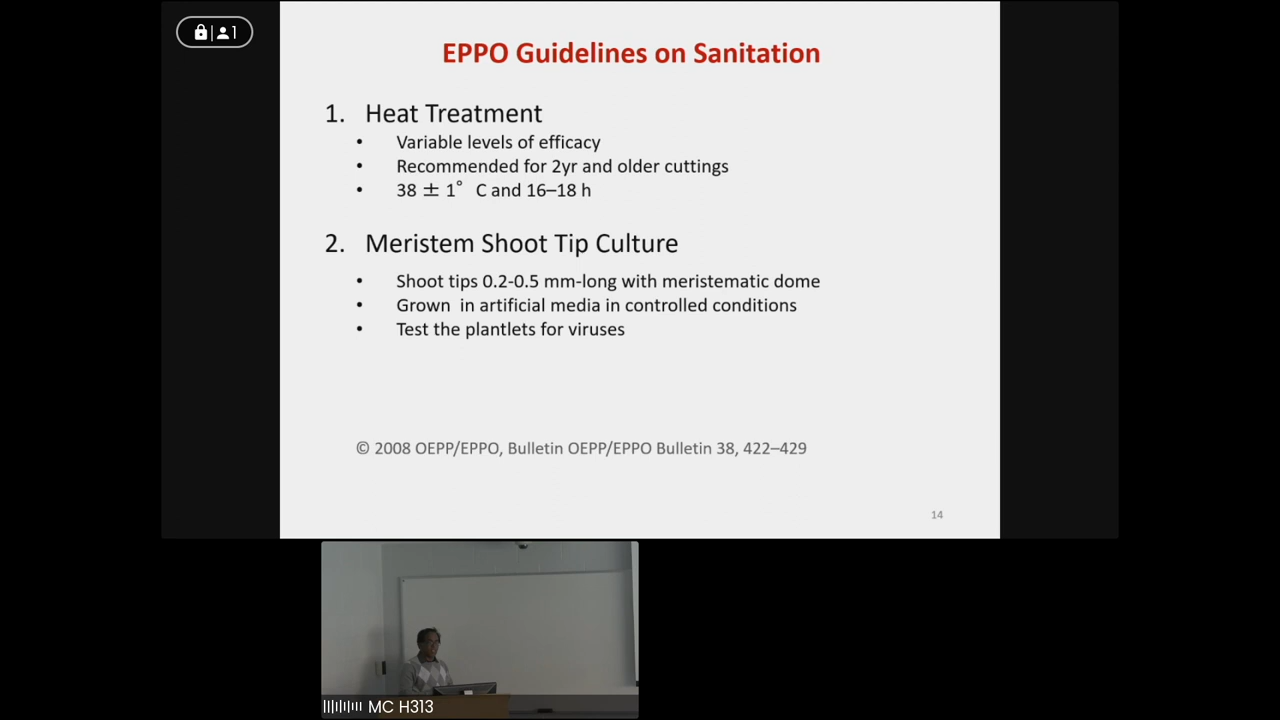 1
EPPO Guidelines on Sanitation
1. Heat Treatment
• Variable levels of efficacy
• Recommended for 2yr and older cuttings
• 38 ± 1° C and 16–18 h
2. Meristem Shoot Tip Culture
• Shoot tips 0.2-0.5 mm-long with meristematic dome
• Grown in artificial media in controlled conditions
• Test the plantlets for viruses
© 2008 OEPP/EPPO, Bulletin OEPP/EPPO Bulletin 38, 422–429
14
MC H313